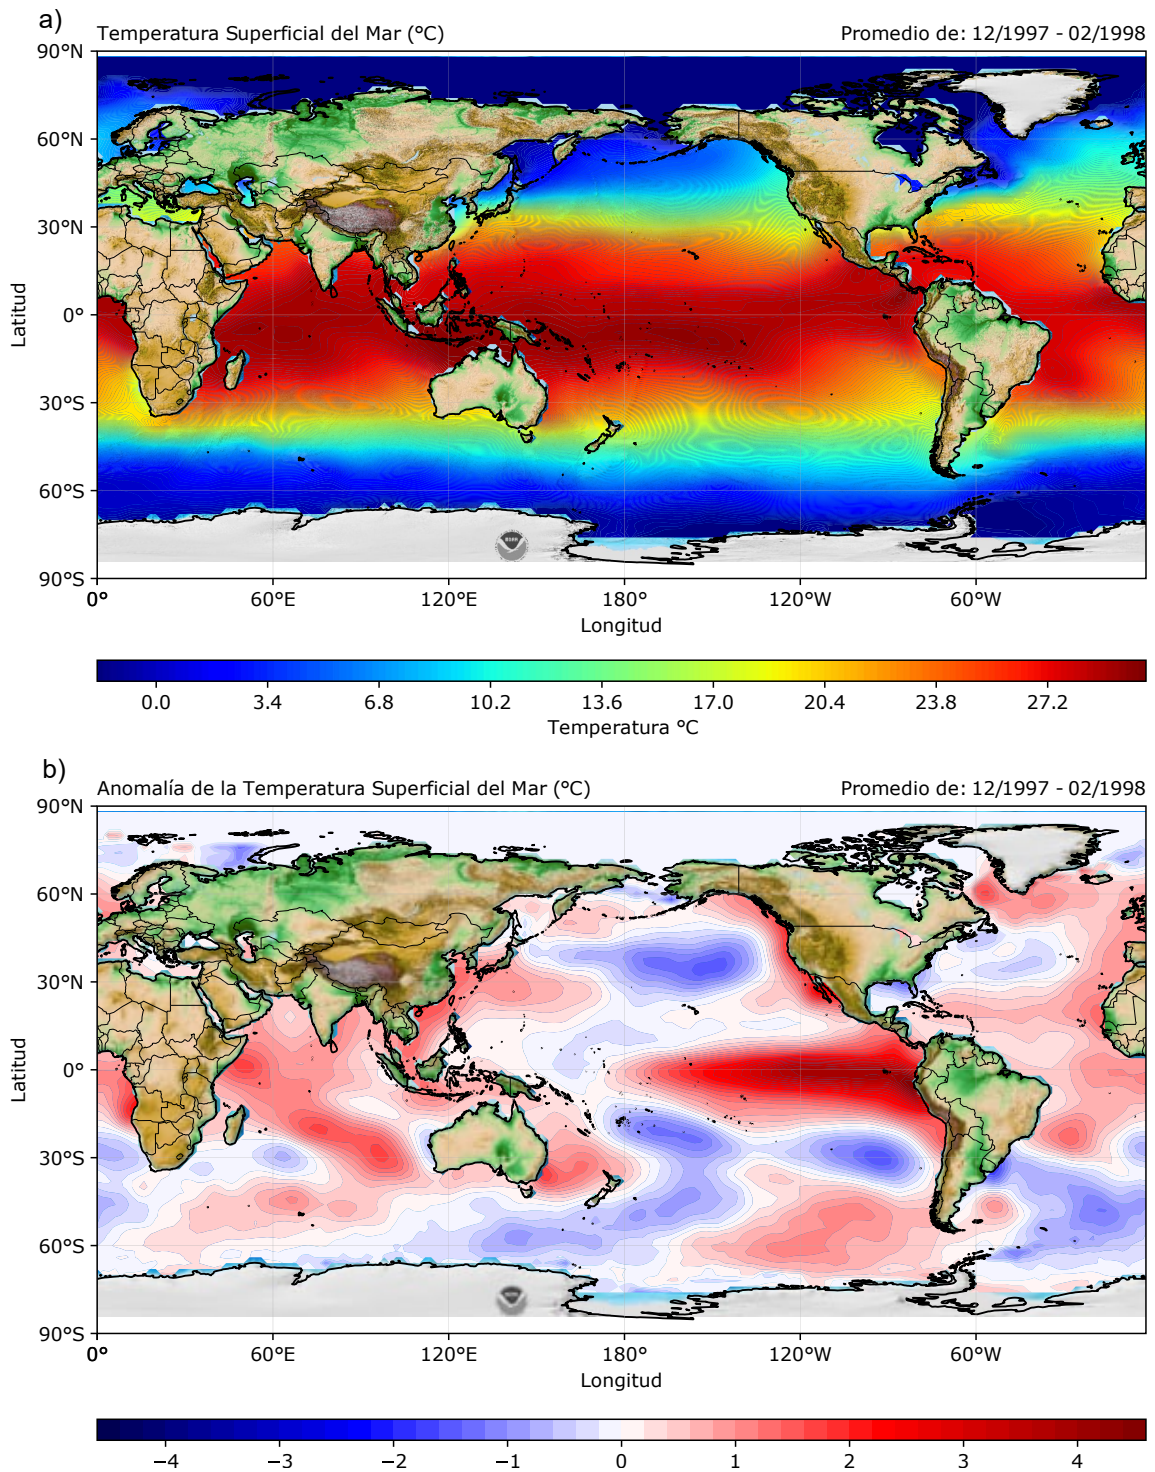 a)
Temperatura Superficial del Mar (°C) Promedio de: 12/1997 - 02/1998
90°N
60°N
30°N
0°
30°S
60°S
90°S
Latitud
0° 60°E 120°E 180° 120°W 60°W
Longitud
0.0 3.4 6.8 10.2 13.6 17.0 20.4 23.8 27.2
Temperatura °C
b)
Anomalía de la Temperatura Superficial del Mar (°C) Promedio de: 12/1997 - 02/1998
90°N
60°N
30°N
0°
30°S
60°S
90°S
Latitud
0° 60°E 120°E 180° 120°W 60°W
Longitud
−4 −3 −2 −1 0 1 2 3 4